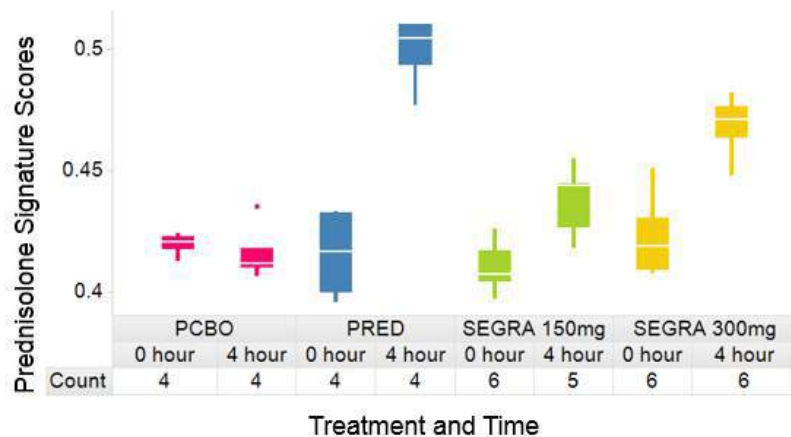 Prednisolone Signature Scores
0.5
0.45
0.4
PCBO PRED SEGRA 150mg SEGRA 300mg
0 hour 4 hour 0 hour 4 hour 0 hour 4 hour 0 hour 4 hour
Count 4 4 4 4 6 5 6 6
Treatment and Time